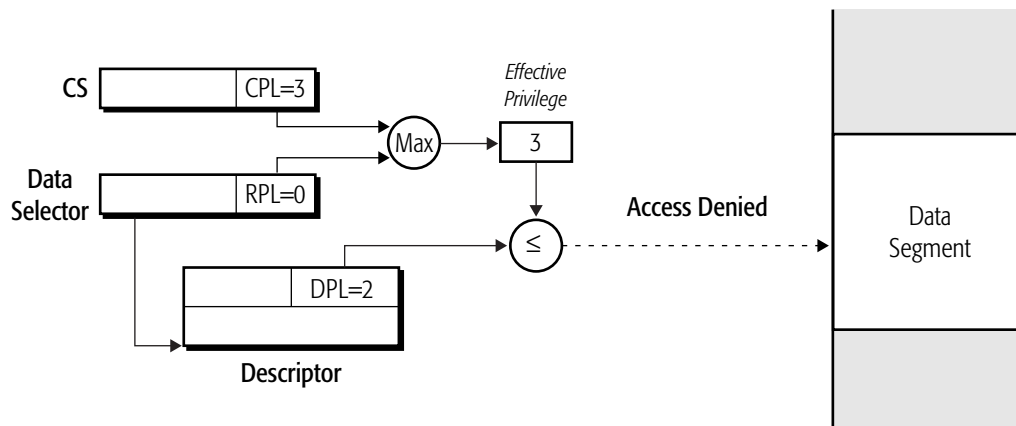 CS
CPL=3
Effective
Privilege
Max
3
Data
Selector
RPL=0
Access Denied
≤
Data
Segment
DPL=2
Descriptor